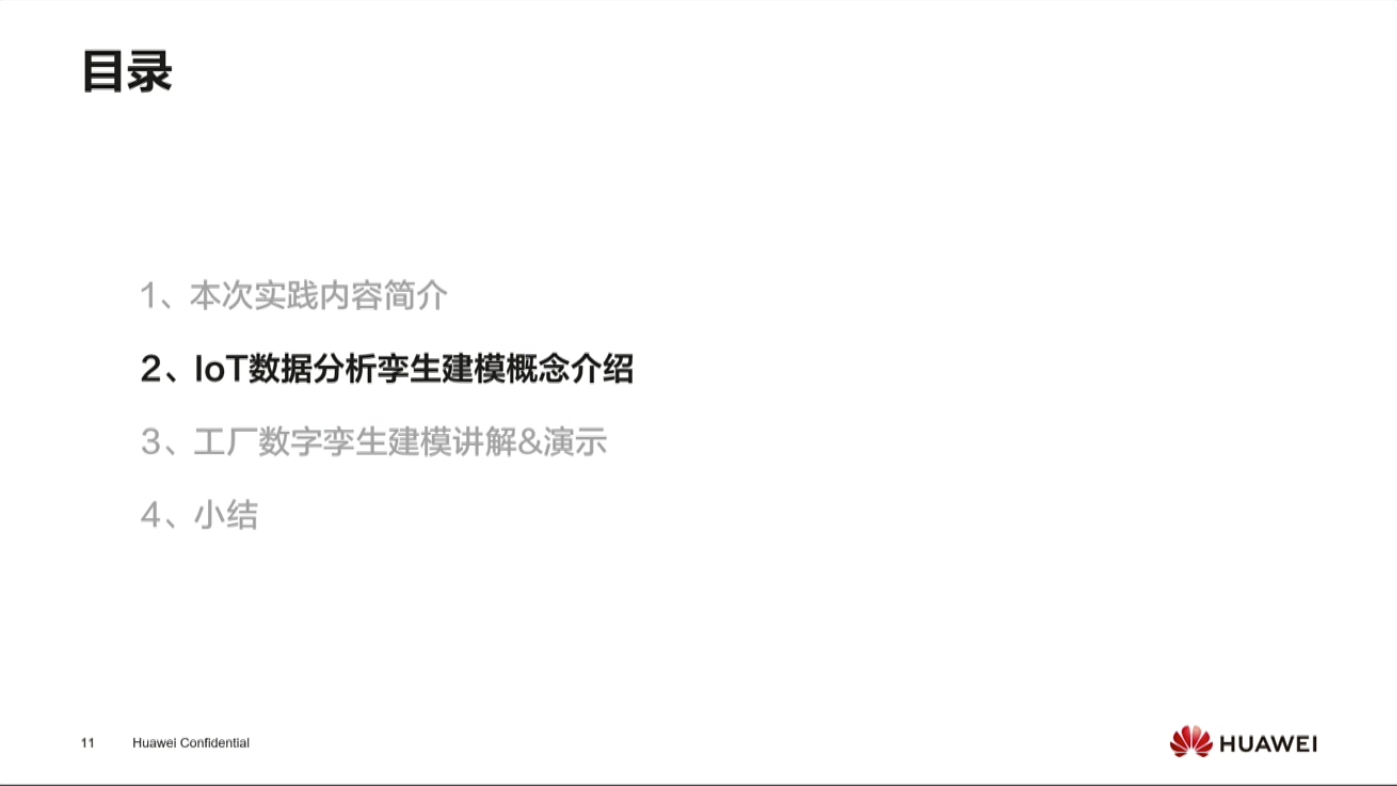 目录
1、本次实践内容简介
2、IoT数据分析孪生建模概念介绍
3、工厂数字孪生建模讲解&演示
4、小结
11 Huawei Confidential
HUAWEI